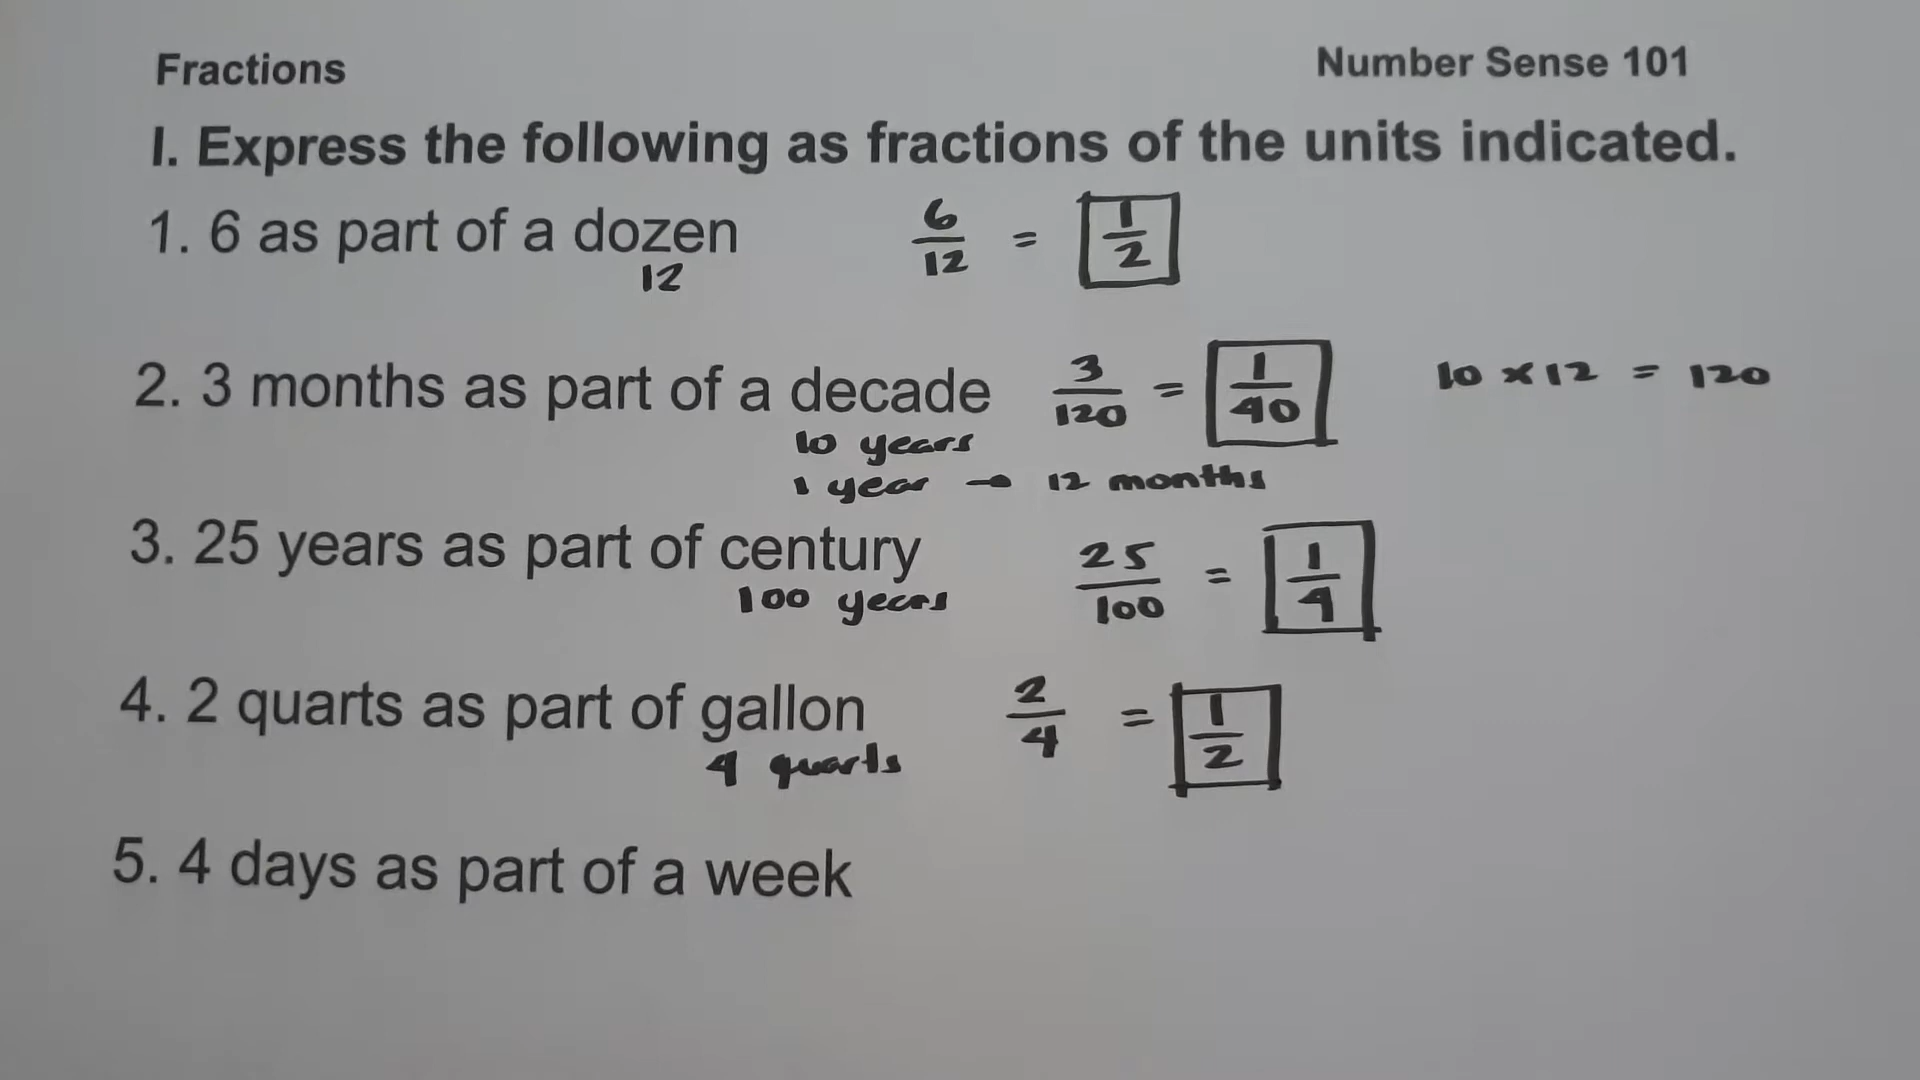 Fractions Number Sense 101
I. Express the following as fractions of the units indicated.
1. 6 as part of a dozen 6/12 = 1/2
12
2. 3 months as part of a decade 3/120 = 1/40 10 x 12 = 120
10 years
1 year → 12 months
3. 25 years as part of century 25/100 = 1/4
100 years
4. 2 quarts as part of gallon 2/4 = 1/2
4 quarts
5. 4 days as part of a week